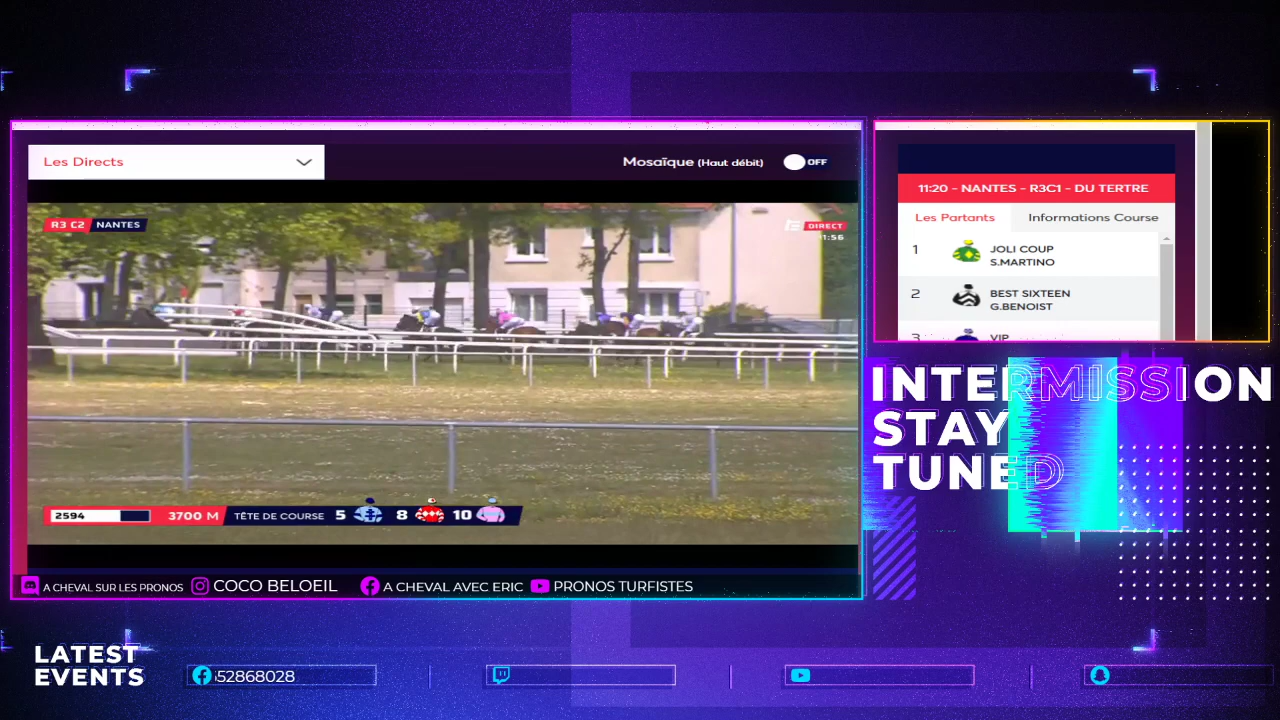 Les Directs
Mosaïque (Haut débit) OFF
R3 C2 NANTES
DIRECT
1:56
2594 3700 M TÊTE DE COURSE 5 8 10
A CHEVAL SUR LES PRONOS COCO BELOEIL A CHEVAL AVEC ERIC PRONOS TURFISTES
11:20 - NANTES - R3C1 - DU TERTRE
Les Partants Informations Course
1 JOLI COUP
S.MARTINO
2 BEST SIXTEEN
G.BENOIST
3 VIP
INTERMISSION
STAY
TUNED
LATEST
EVENTS
52868028